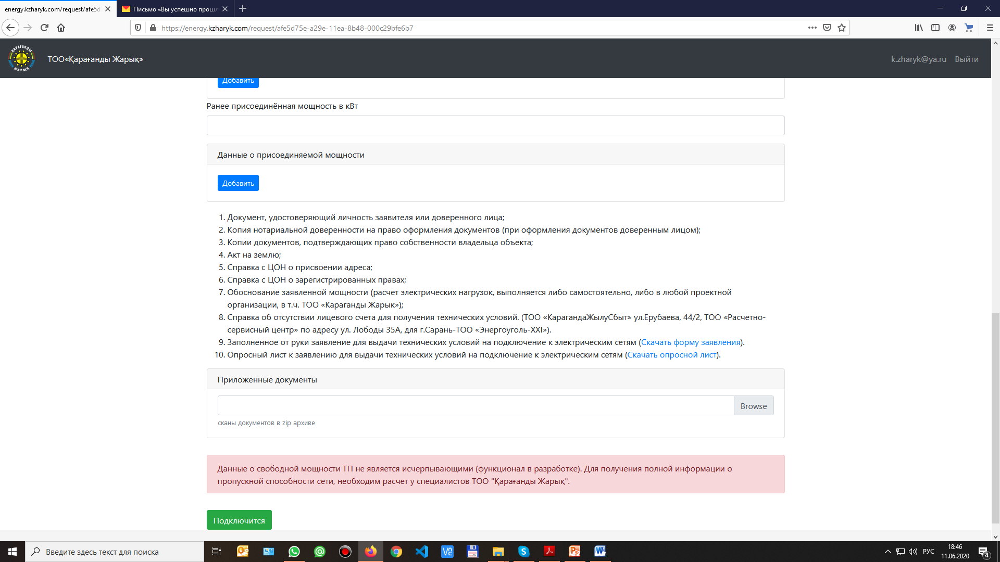 energy.kzharyk.com/request/afe5d
Письмо «Вы успешно прошл
https://energy.kzharyk.com/request/afe5d75e-a29e-11ea-8b48-000c29bfe6b7
ҚАРАҒАНДЫ
ЖАРЫҚ
ТОО«Қарағанды Жарық»
k.zharyk@ya.ru
Выйти
Добавить
Ранее присоединённая мощность в кВт
Данные о присоединяемой мощности
Добавить
1. Документ, удостоверяющий личность заявителя или доверенного лица;
2. Копия нотариальной доверенности на право оформления документов (при оформления документов доверенным лицом);
3. Копии документов, подтверждающих право собственности владельца объекта;
4. Акт на землю;
5. Справка с ЦОН о присвоении адреса;
6. Справка с ЦОН о зарегистрированных правах;
7. Обоснование заявленной мощности (расчет электрических нагрузок, выполняется либо самостоятельно, либо в любой проектной
организации, в т.ч. ТОО «Караганды Жарык»);
8. Справка об отсутствии лицевого счета для получения технических условий. (ТОО «КарагандаЖылуСбыт» ул.Ерубаева, 44/2, ТОО «Расчетно-
сервисный центр» по адресу ул. Лободы 35А, для г.Сарань-ТОО «Энергоуголь-XXI»).
9. Заполненное от руки заявление для выдачи технических условий на подключение к электрическим сетям (Скачать форму заявления).
10. Опросный лист к заявлению для выдачи технических условий на подключение к электрическим сетям (Скачать опросной лист).
Приложенные документы
Browse
сканы документов в zip архиве
Данные о свободной мощности ТП не является исчерпывающими (функционал в разработке). Для получения полной информации о
пропускной способности сети, необходим расчет у специалистов ТОО "Қарағанды Жарық".
Подключится
Введите здесь текст для поиска
РУС
18:46
11.06.2020
4